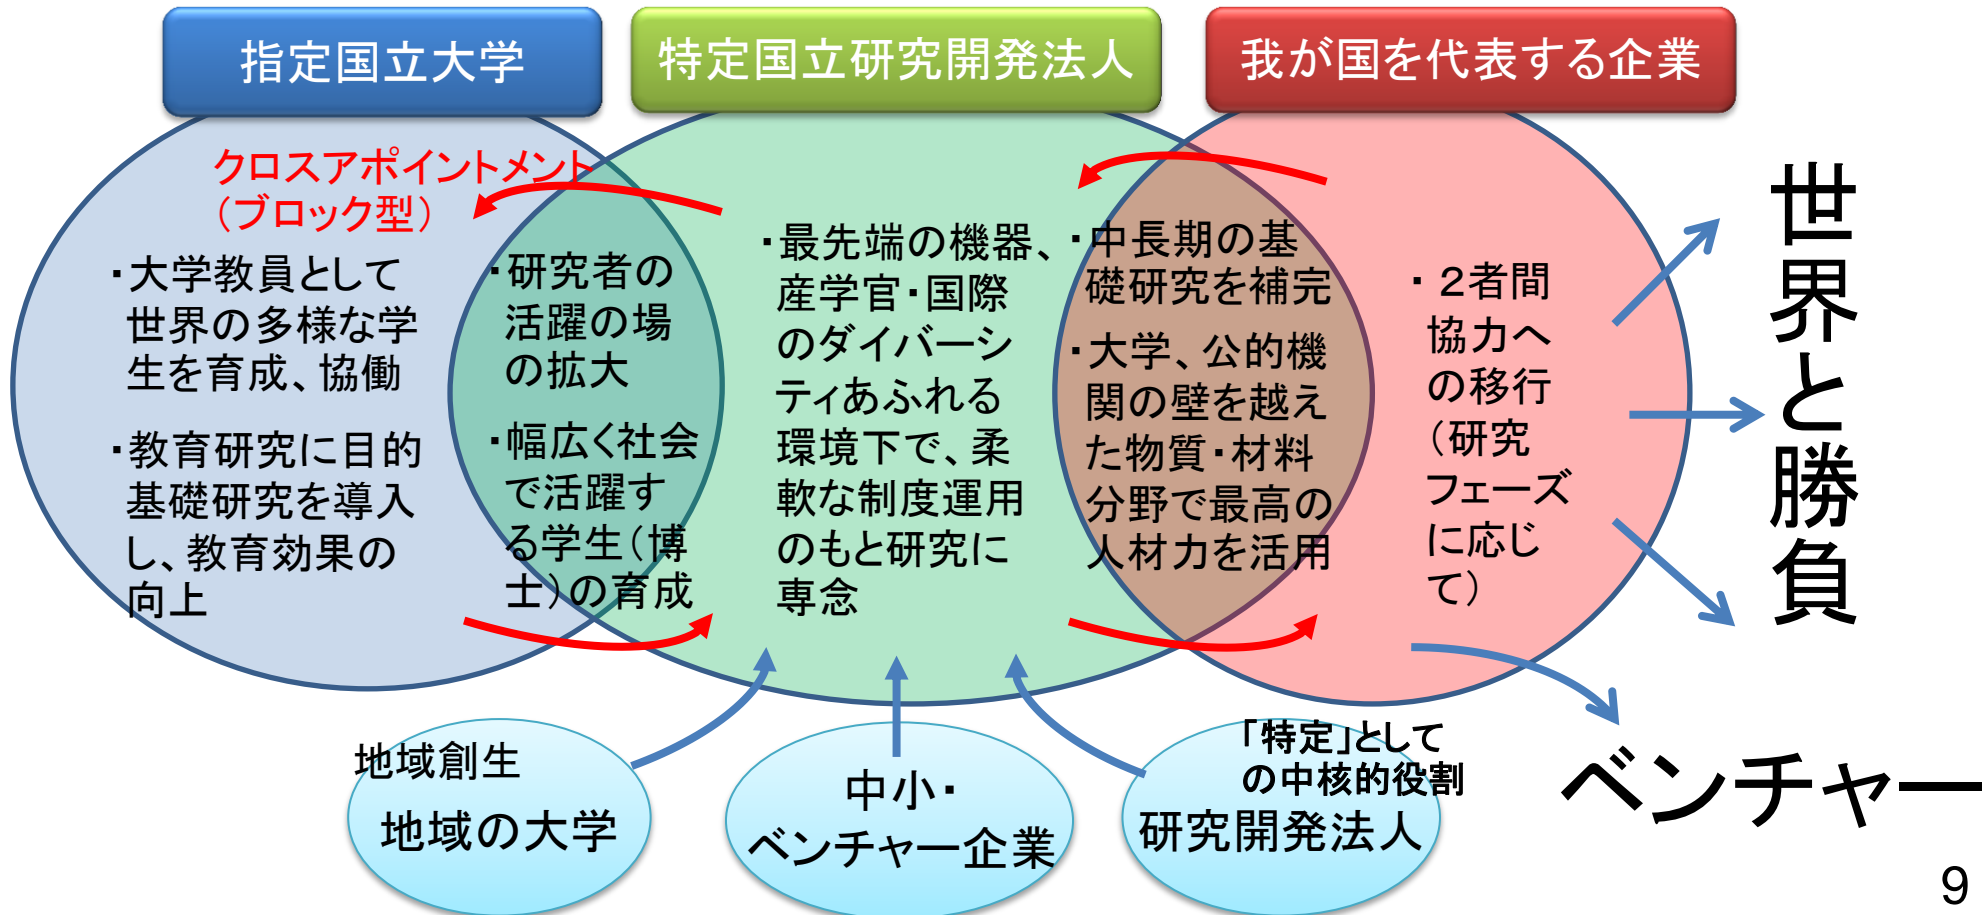 指定国立大学
特定国立研究開発法人
我が国を代表する企業
クロスアポイントメント
（ブロック型）
・大学教員として
世界の多様な学
生を育成、協働
・教育研究に目的
基礎研究を導入
し、教育効果の
向上
・研究者の
活躍の場
の拡大
・幅広く社会
で活躍す
る学生（博
士）の育成
・最先端の機器、
産学官・国際
のダイバーシ
ティあふれる
環境下で、柔
軟な制度運用
のもと研究に
専念
・中長期の基
礎研究を補完
・大学、公的機
関の壁を越え
た物質・材料
分野で最高の
人材力を活用
・２者間
協力へ
の移行
（研究
フェーズ
に応じ
て）
世界と勝負
地域創生
地域の大学
中小・
ベンチャー企業
「特定」として
の中核的役割
研究開発法人
ベンチャー
9